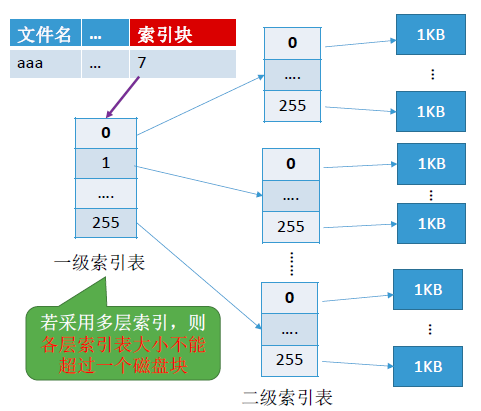 文件名 … 索引块
aaa … 7
0
1
….
255
一级索引表
若采用多层索引，则
各层索引表大小不能
超过一个磁盘块
0
….
255
0
….
255
……
0
….
255
二级索引表
1KB
…
1KB
1KB
…
1KB
1KB
…
1KB